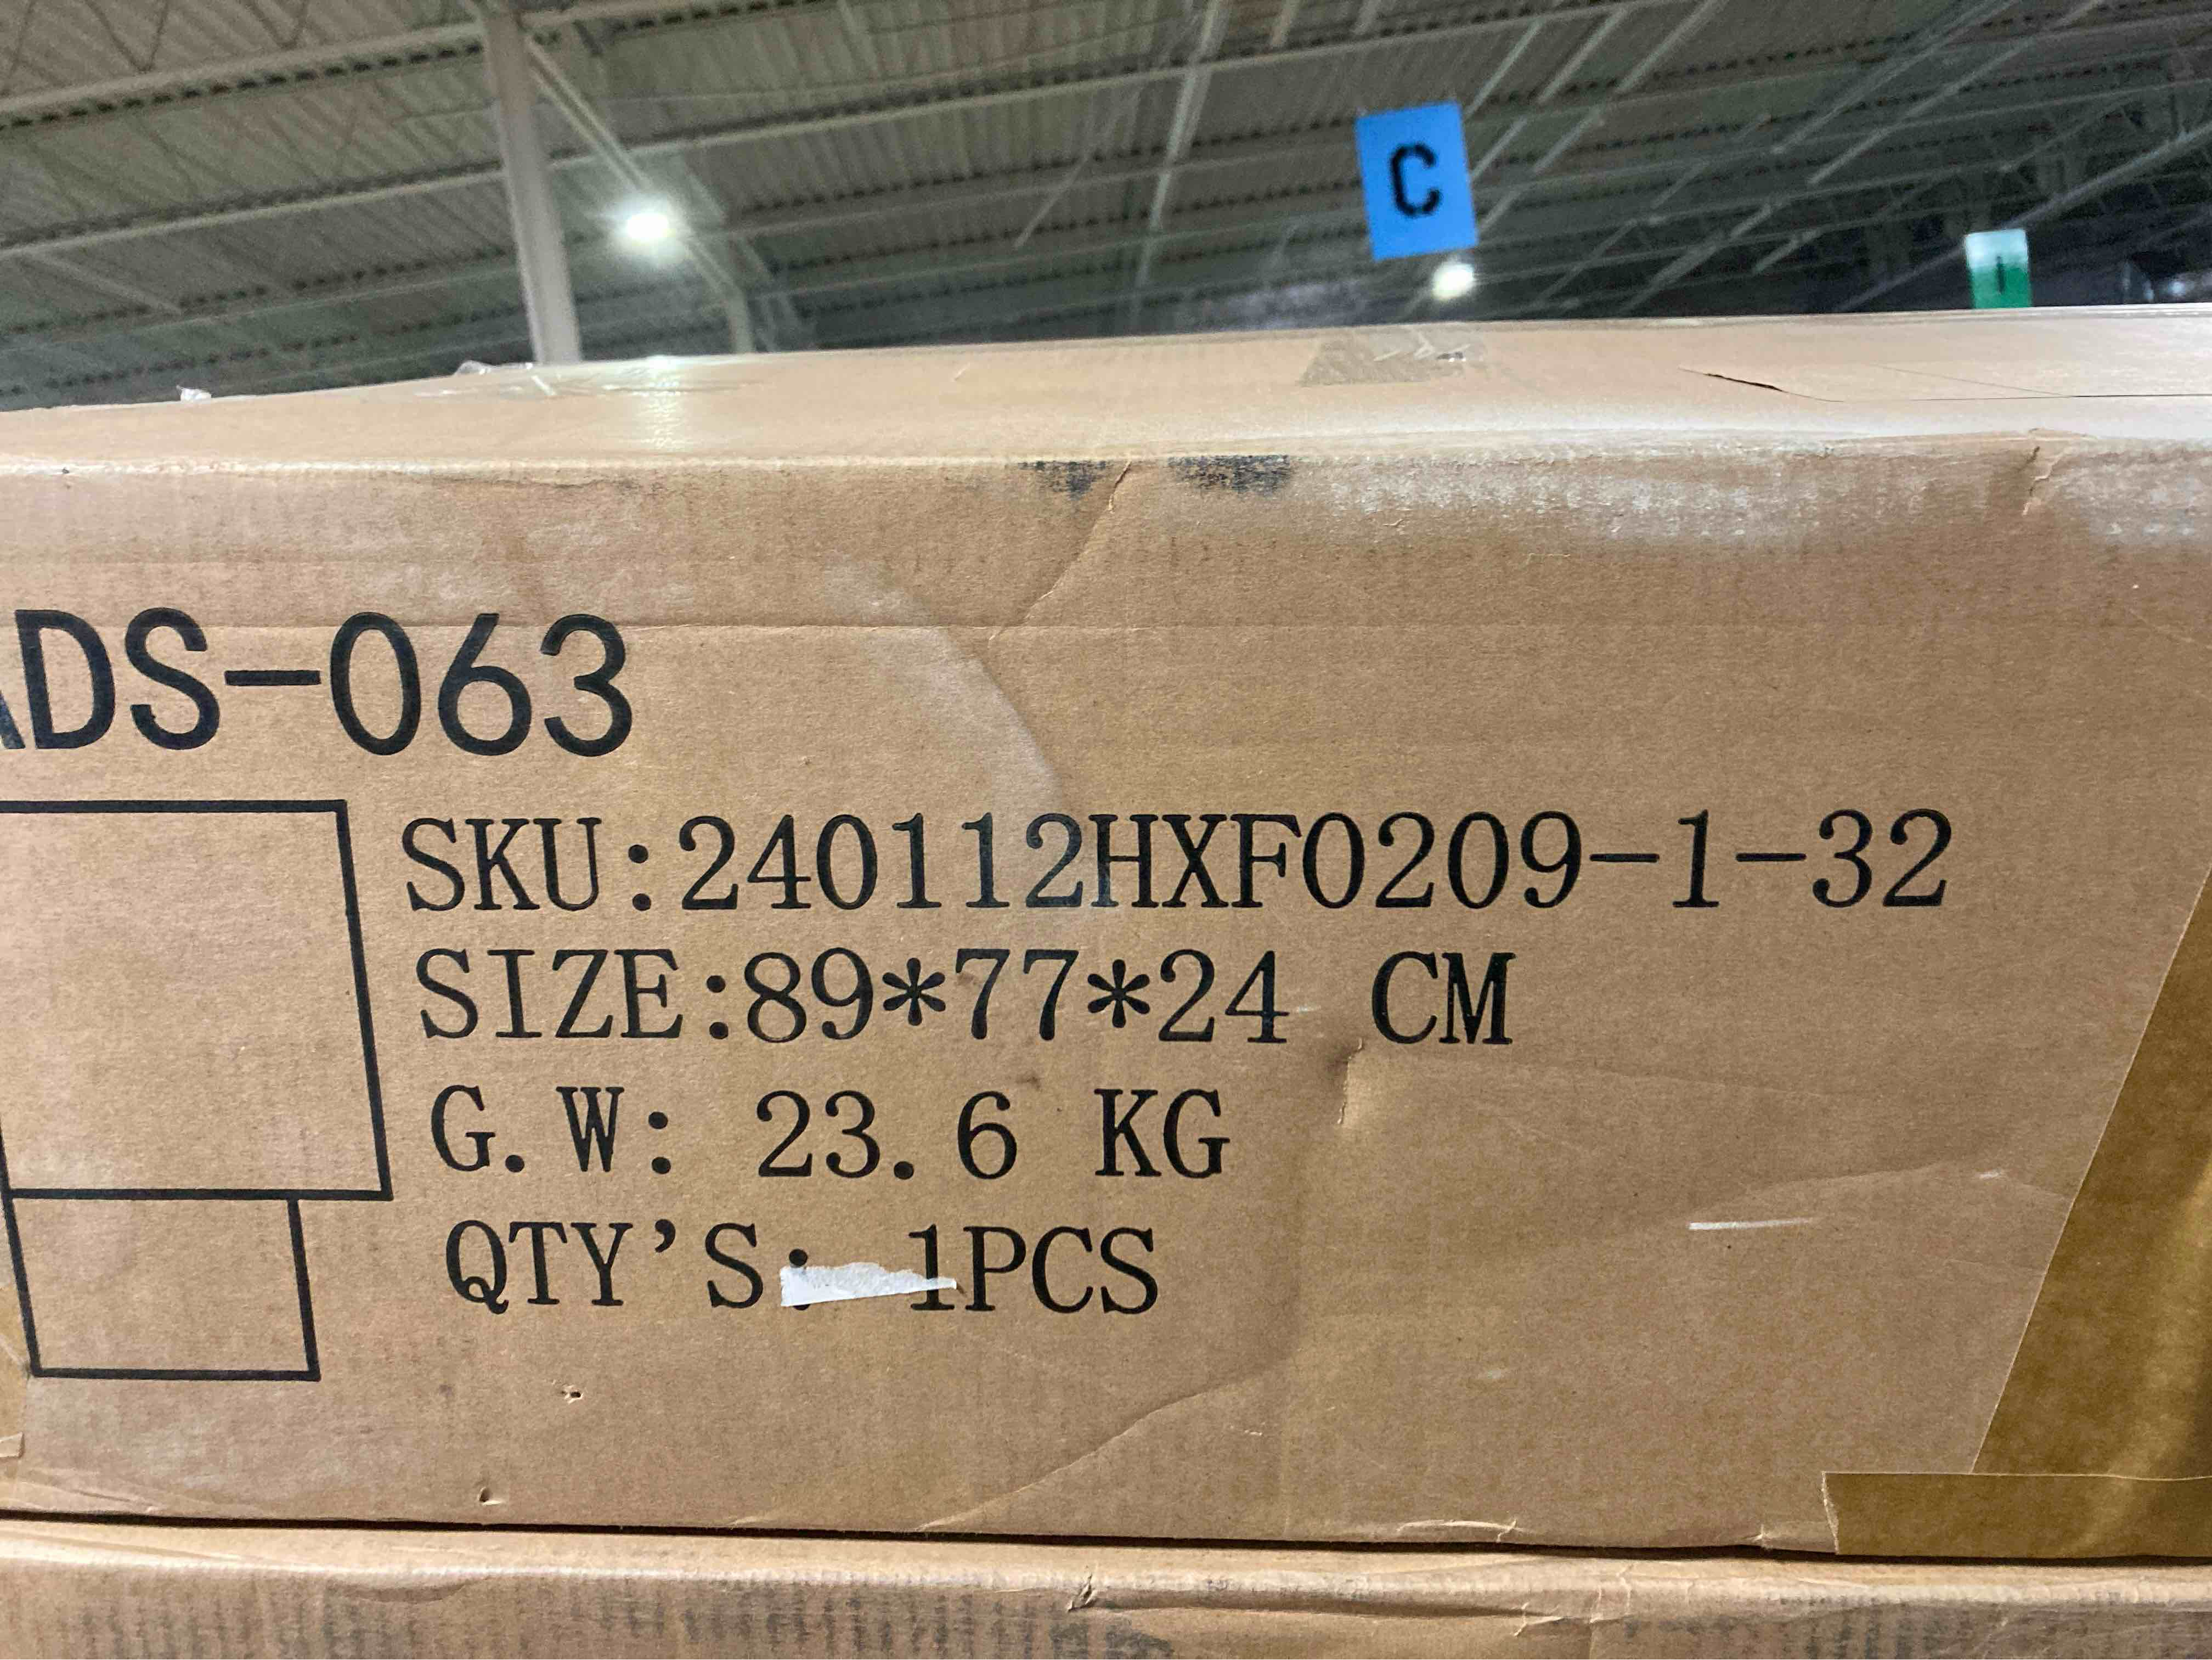 C
ADS-063
SKU:240112HXF0209-1-32
SIZE:89*77*24 CM
G.W: 23.6 KG
QTY'S: 1PCS